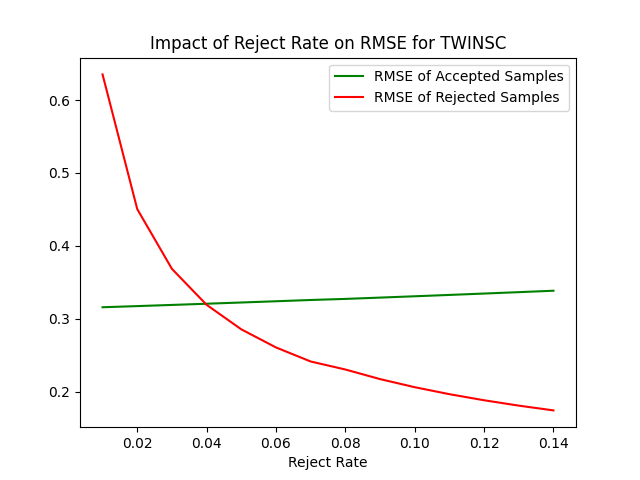 Impact of Reject Rate on RMSE for TWINSC
RMSE of Accepted Samples
RMSE of Rejected Samples
0.6
0.5
0.4
0.3
0.2
0.02 0.04 0.06 0.08 0.10 0.12 0.14
Reject Rate